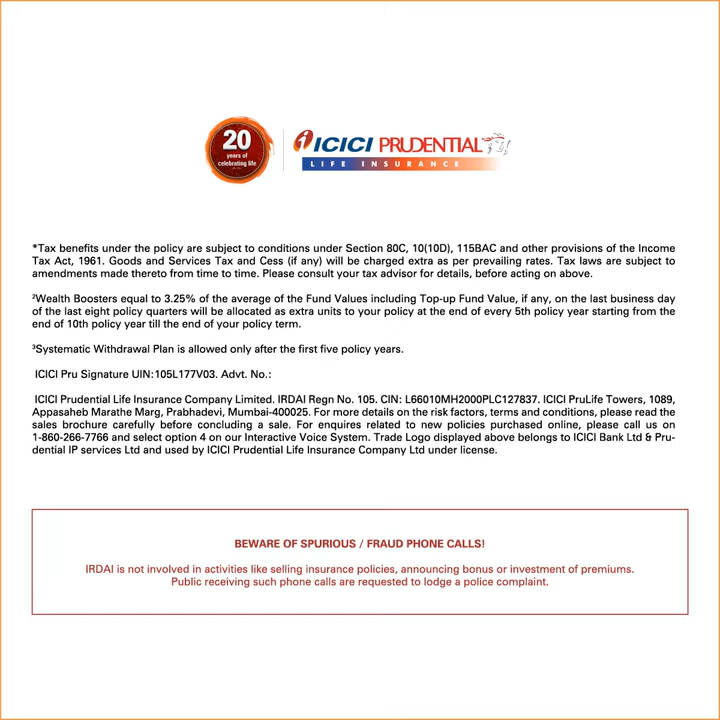 20
years of
celebrating life
ICICI PRUDENTIAL
LIFE INSURANCE
*Tax benefits under the policy are subject to conditions under Section 80C, 10(10D), 115BAC and other provisions of the Income
Tax Act, 1961. Goods and Services Tax and Cess (if any) will be charged extra as per prevailing rates. Tax laws are subject to
amendments made thereto from time to time. Please consult your tax advisor for details, before acting on above.
²Wealth Boosters equal to 3.25% of the average of the Fund Values including Top-up Fund Value, if any, on the last business day
of the last eight policy quarters will be allocated as extra units to your policy at the end of every 5th policy year starting from the
end of 10th policy year till the end of your policy term.
³Systematic Withdrawal Plan is allowed only after the first five policy years.
ICICI Pru Signature UIN:105L177V03. Advt. No.:
ICICI Prudential Life Insurance Company Limited. IRDAI Regn No. 105. CIN: L66010MH2000PLC127837. ICICI PruLife Towers, 1089,
Appasaheb Marathe Marg, Prabhadevi, Mumbai-400025. For more details on the risk factors, terms and conditions, please read the
sales brochure carefully before concluding a sale. For enquires related to new policies purchased online, please call us on
1-860-266-7766 and select option 4 on our Interactive Voice System. Trade Logo displayed above belongs to ICICI Bank Ltd & Pru-
dential IP services Ltd and used by ICICI Prudential Life Insurance Company Ltd under license.
BEWARE OF SPURIOUS / FRAUD PHONE CALLS!
IRDAI is not involved in activities like selling insurance policies, announcing bonus or investment of premiums.
Public receiving such phone calls are requested to lodge a police complaint.